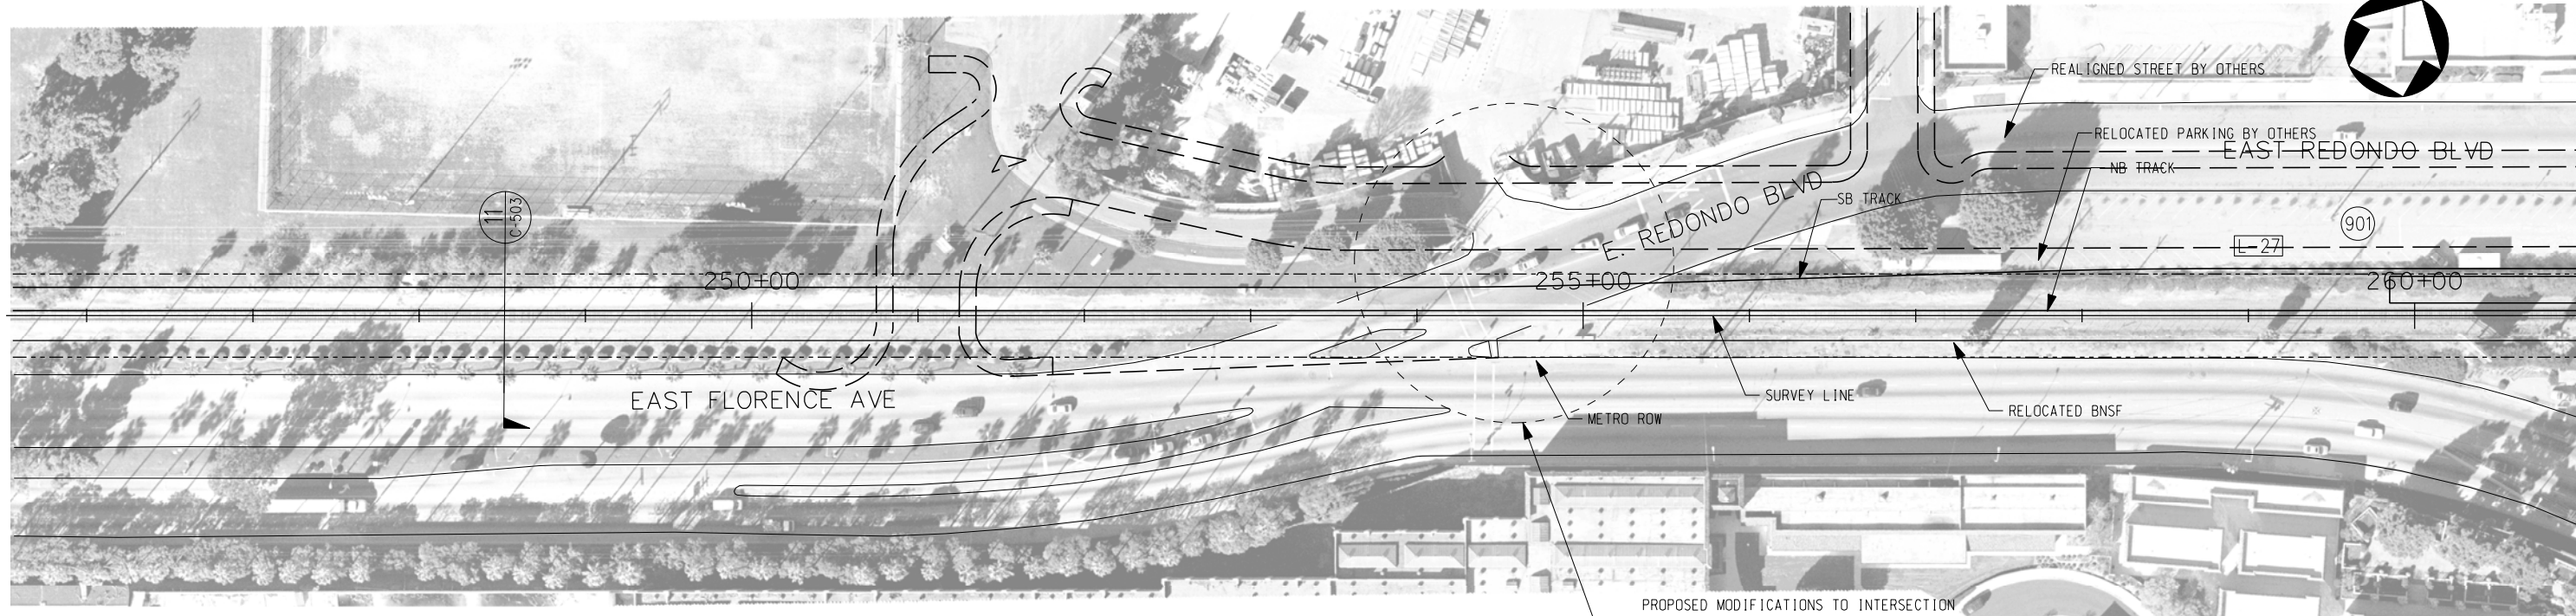 REALIGNED STREET BY OTHERS
RELOCATED PARKING BY OTHERS
EAST REDONDO BLVD
NB TRACK
E. REDONDO BLVD
SB TRACK
11
C-503
901
L-27
250+00
255+00
260+00
EAST FLORENCE AVE
SURVEY LINE
METRO ROW
RELOCATED BNSF
PROPOSED MODIFICATIONS TO INTERSECTION